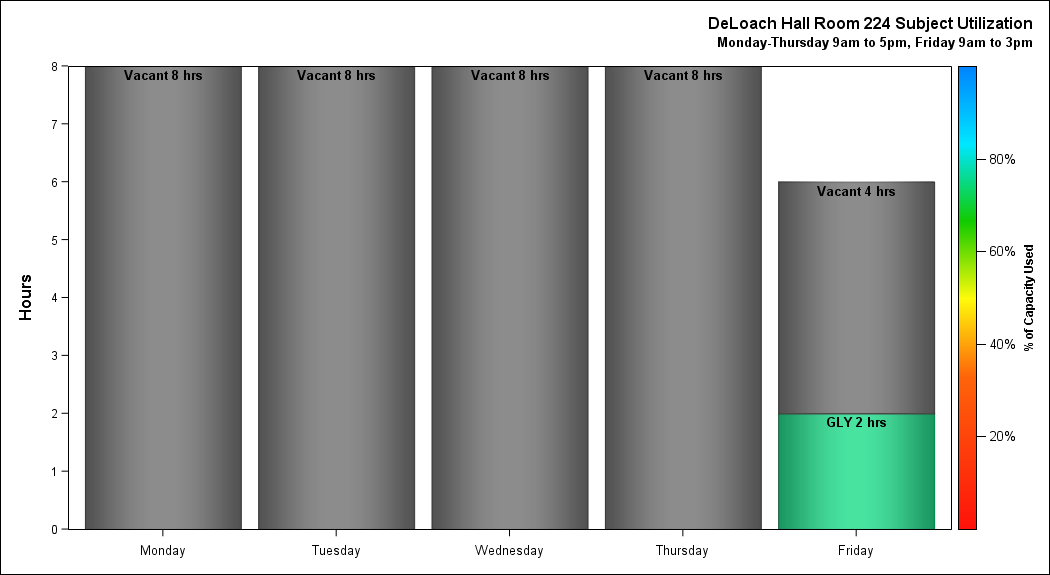 DeLoach Hall Room 224 Subject Utilization
Monday-Thursday 9am to 5pm, Friday 9am to 3pm
Hours
8
7
6
5
4
3
2
1
0
Vacant 8 hrs
Vacant 8 hrs
Vacant 8 hrs
Vacant 8 hrs
Vacant 4 hrs
GLY 2 hrs
Monday
Tuesday
Wednesday
Thursday
Friday
80%
60%
40%
20%
% of Capacity Used